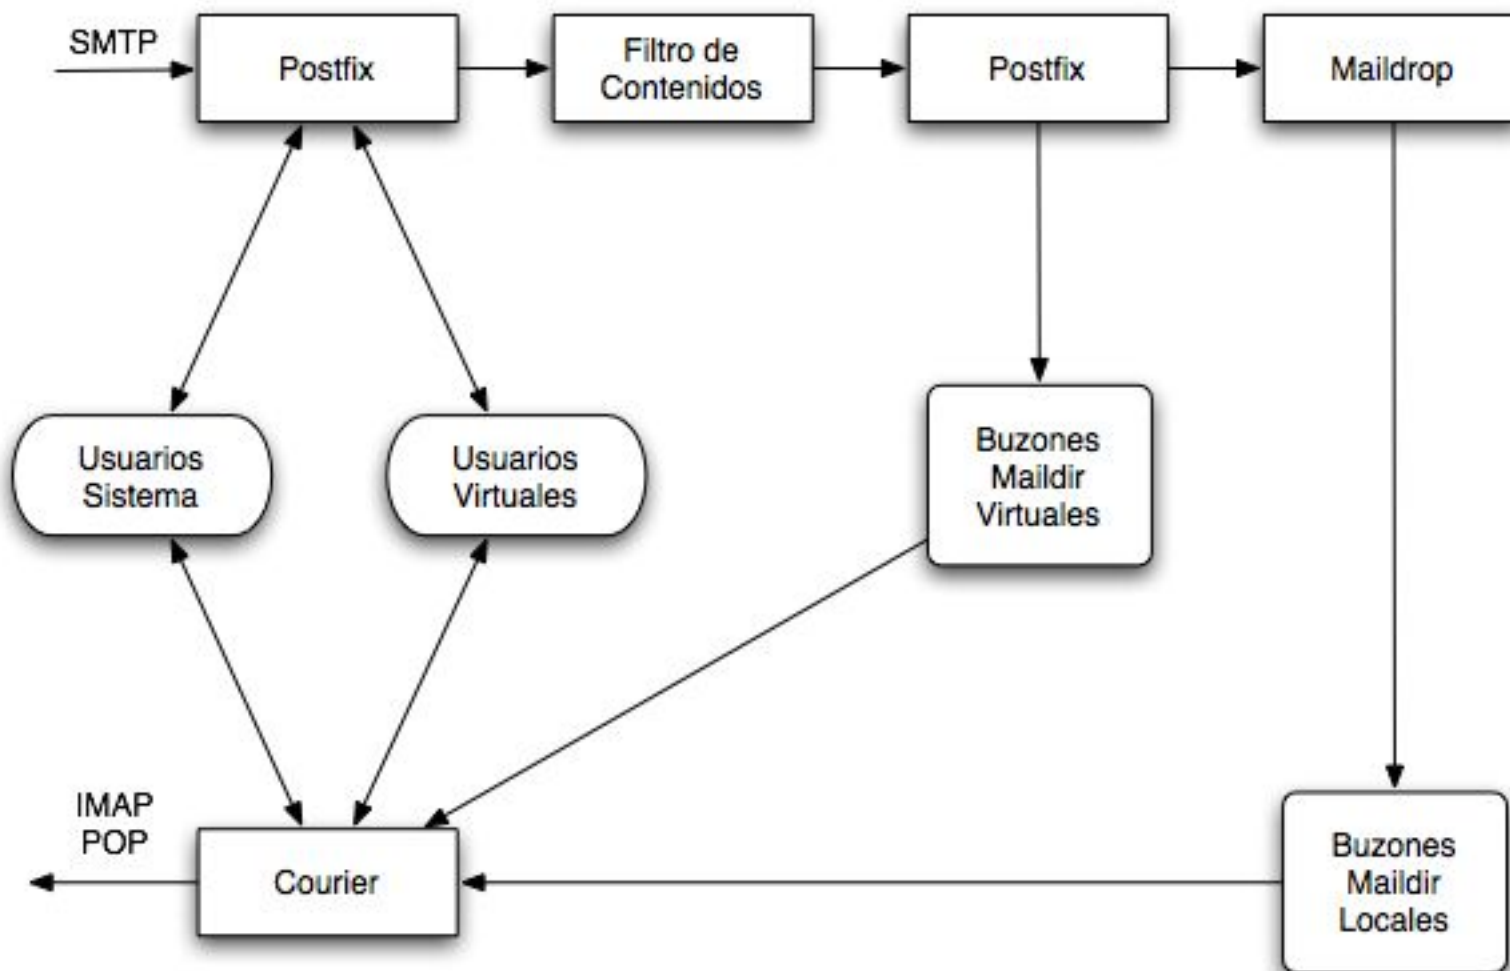 SMTP
Postfix
Filtro de
Contenidos
Postfix
Maildrop
Usuarios
Sistema
Usuarios
Virtuales
Buzones
Maildir
Virtuales
IMAP
POP
Courier
Buzones
Maildir
Locales